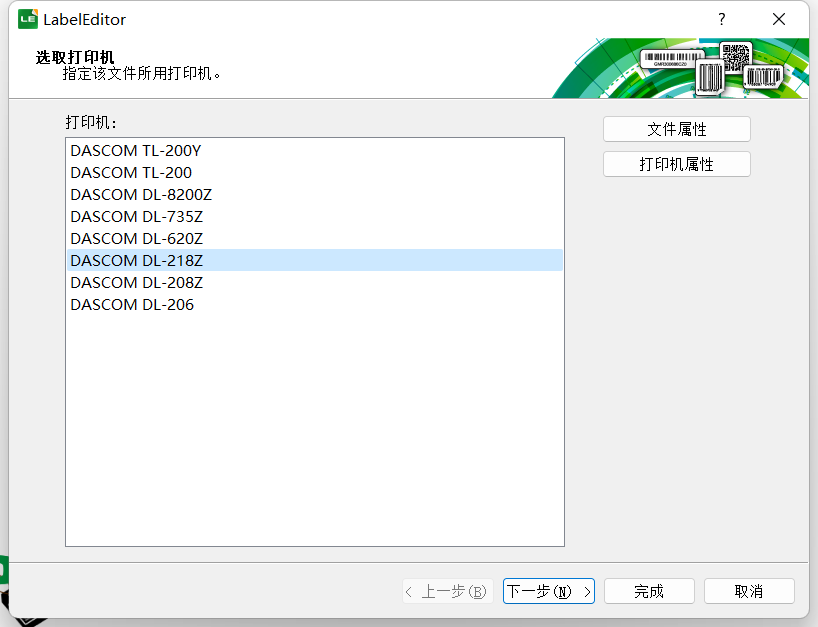 LE LabelEditor ?
选取打印机
指定该文件所用打印机。
打印机：
DASCOM TL-200Y
DASCOM TL-200
DASCOM DL-8200Z
DASCOM DL-735Z
DASCOM DL-620Z
DASCOM DL-218Z
DASCOM DL-208Z
DASCOM DL-206
文件属性
打印机属性
< 上一步(B)
下一步(N) >
完成
取消